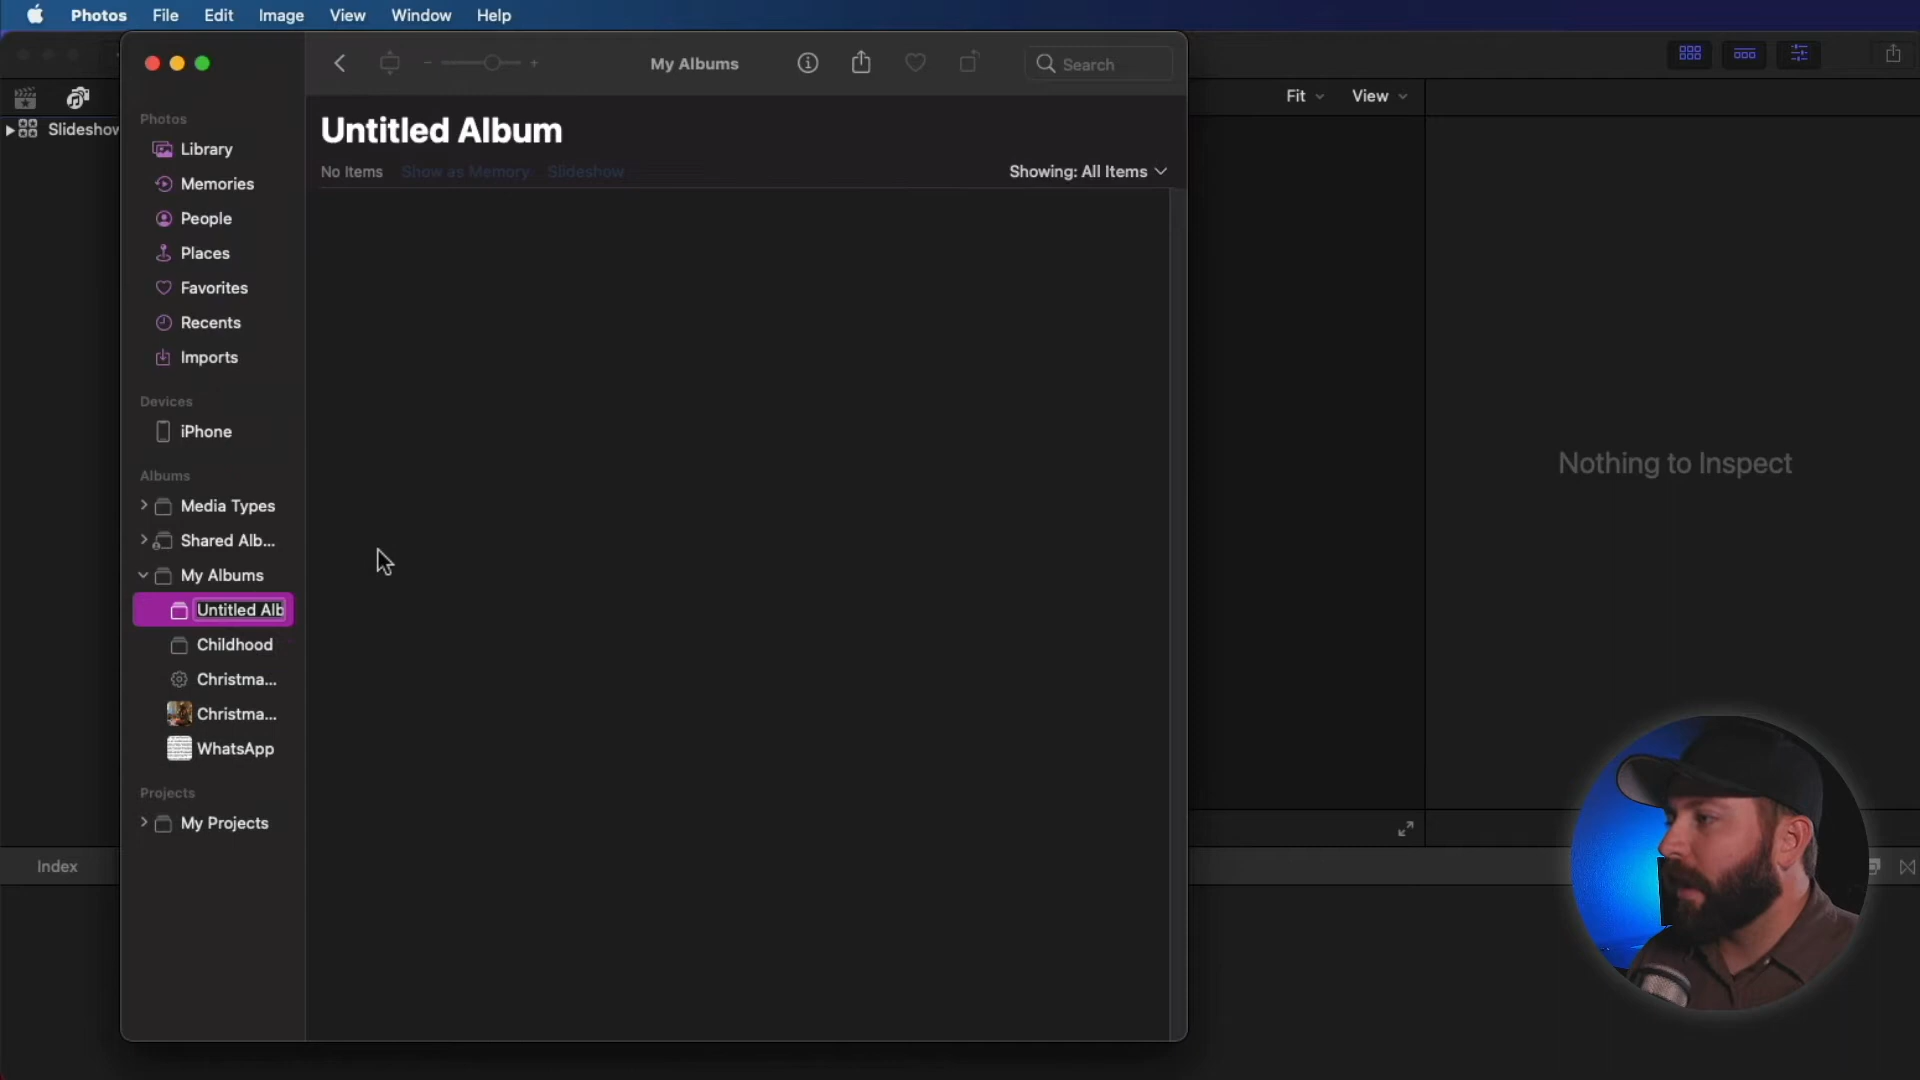 Photos File Edit Image View Window Help
My Albums
Search
Fit
View
Slideshow
Photos
Library
Memories
People
Places
Favorites
Recents
Imports
Devices
iPhone
Albums
Media Types
Shared Alb...
My Albums
Untitled Alb
Childhood
Christma...
Christma...
WhatsApp
Projects
My Projects
Untitled Album
No Items Show as Memory Slideshow
Showing: All Items
Nothing to Inspect
Index